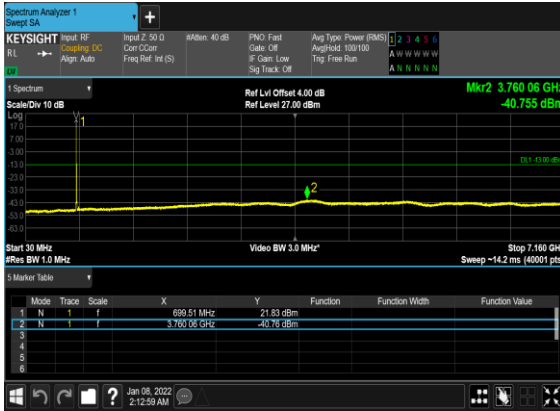 Spectrum Analyzer 1
Swept SA
+
KEYSIGHT Input: RF Input Z: 50 Ω #Atten: 40 dB PNO: Fast Avg Type: Power (RMS) 1 2 3 4 5 6
RL Coupling: DC Corr CCorr Gate: Off Avg|Hold: 100/100 A W W W W W
Align: Auto Freq Ref: Int (S) IF Gain: Low Trig: Free Run
Sig Track: Off A N N N N N
1 Spectrum Ref Lvl Offset 4.00 dB Mkr2 3.760 06 GHz
Scale/Div 10 dB Ref Level 27.00 dBm -40.755 dBm
Log
17.0
7.00
-3.00
-13.0 DL1 -13.00 dBm
-23.0
-33.0
-43.0
-53.0
-63.0
1
2
Start 30 MHz Video BW 3.0 MHz* Stop 7.160 GHz
#Res BW 1.0 MHz Sweep ~14.2 ms (40001 pts)
5 Marker Table
Mode Trace Scale X Y Function Function Width Function Value
1 N 1 f 699.51 MHz 21.83 dBm
2 N 1 f 3.760 06 GHz -40.76 dBm
3
4
5
6
? Jan 08, 2022
2:12:59 AM